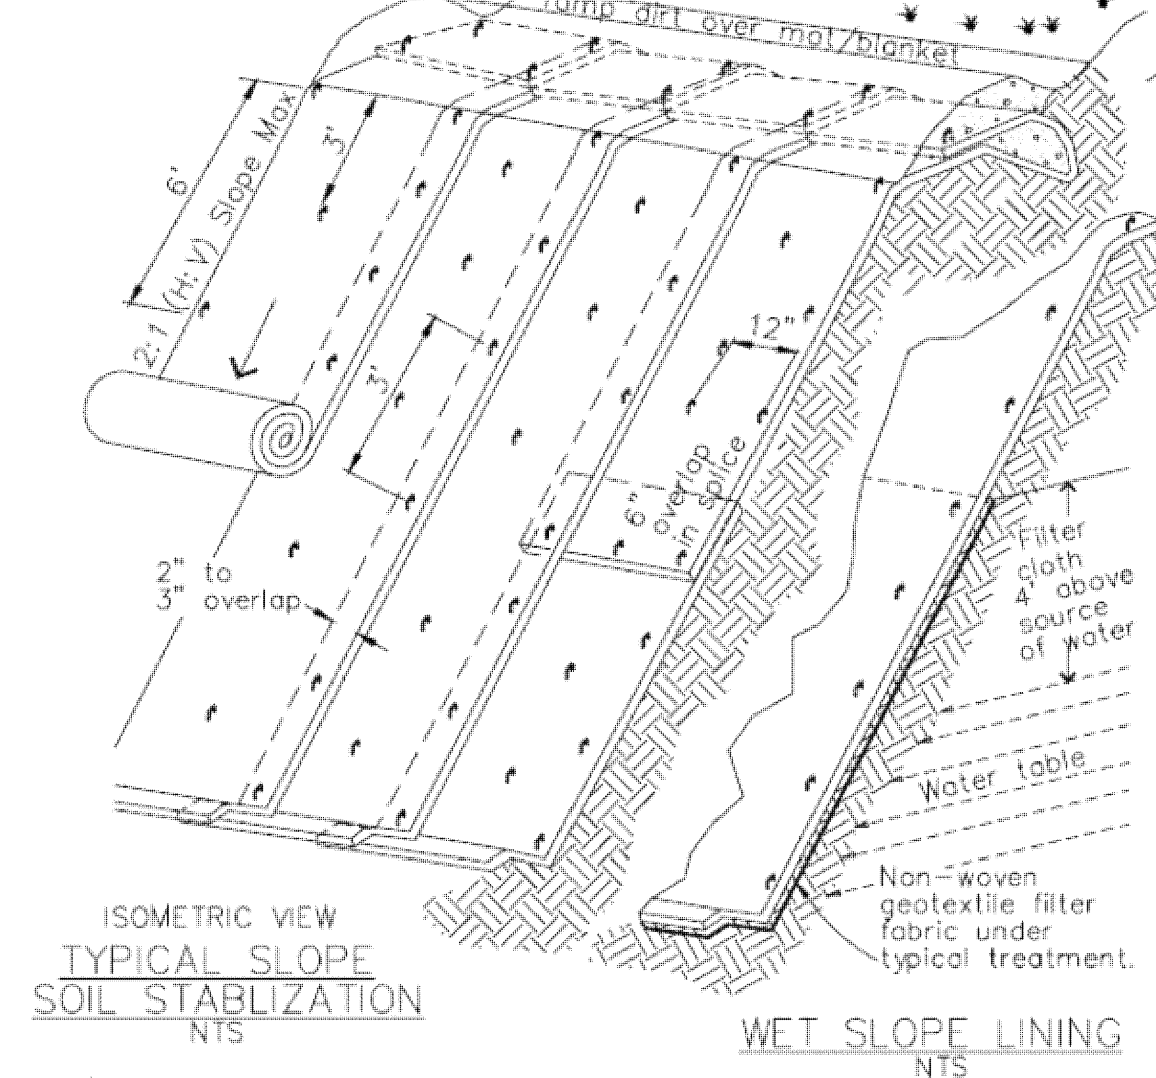 Tamp dirt over mat/blanket
6'
2:1 (H:V) Slope Max
3'
3'
12"
6"
overlap
in splice
2" to
3" overlap
Filter
cloth
4' above
source
of water
Water table
Non-woven
geotextile filter
fabric under
typical treatment.
ISOMETRIC VIEW
TYPICAL SLOPE
SOIL STABLIZATION
NTS
WET SLOPE LINING
NTS